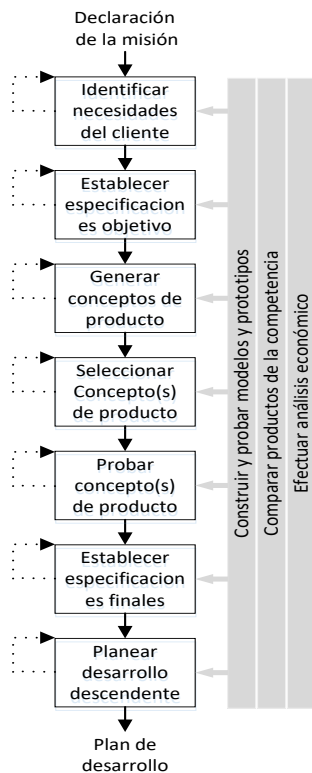 Declaración
de la misión
Identificar
necesidades
del cliente
Establecer
especificacion
es objetivo
Generar
conceptos de
producto
Seleccionar
Concepto(s)
de producto
Probar
concepto(s)
de producto
Establecer
especificacion
es finales
Planear
desarrollo
descendente
Plan de
desarrollo
Construir y probar modelos y prototipos
Comparar productos de la competencia
Efectuar análisis económico